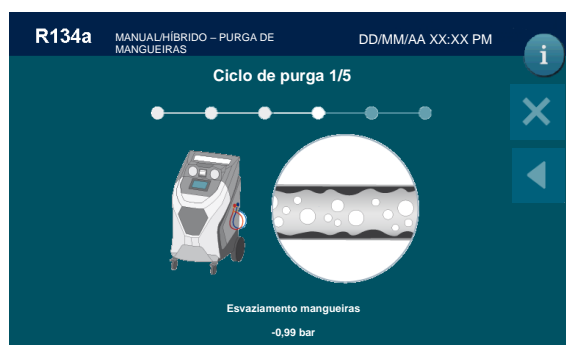 R134a
MANUAL/HÍBRIDO – PURGA DE
MANGUEIRAS
DD/MM/AA XX:XX PM
i
Ciclo de purga 1/5
Esvaziamento mangueiras
-0,99 bar